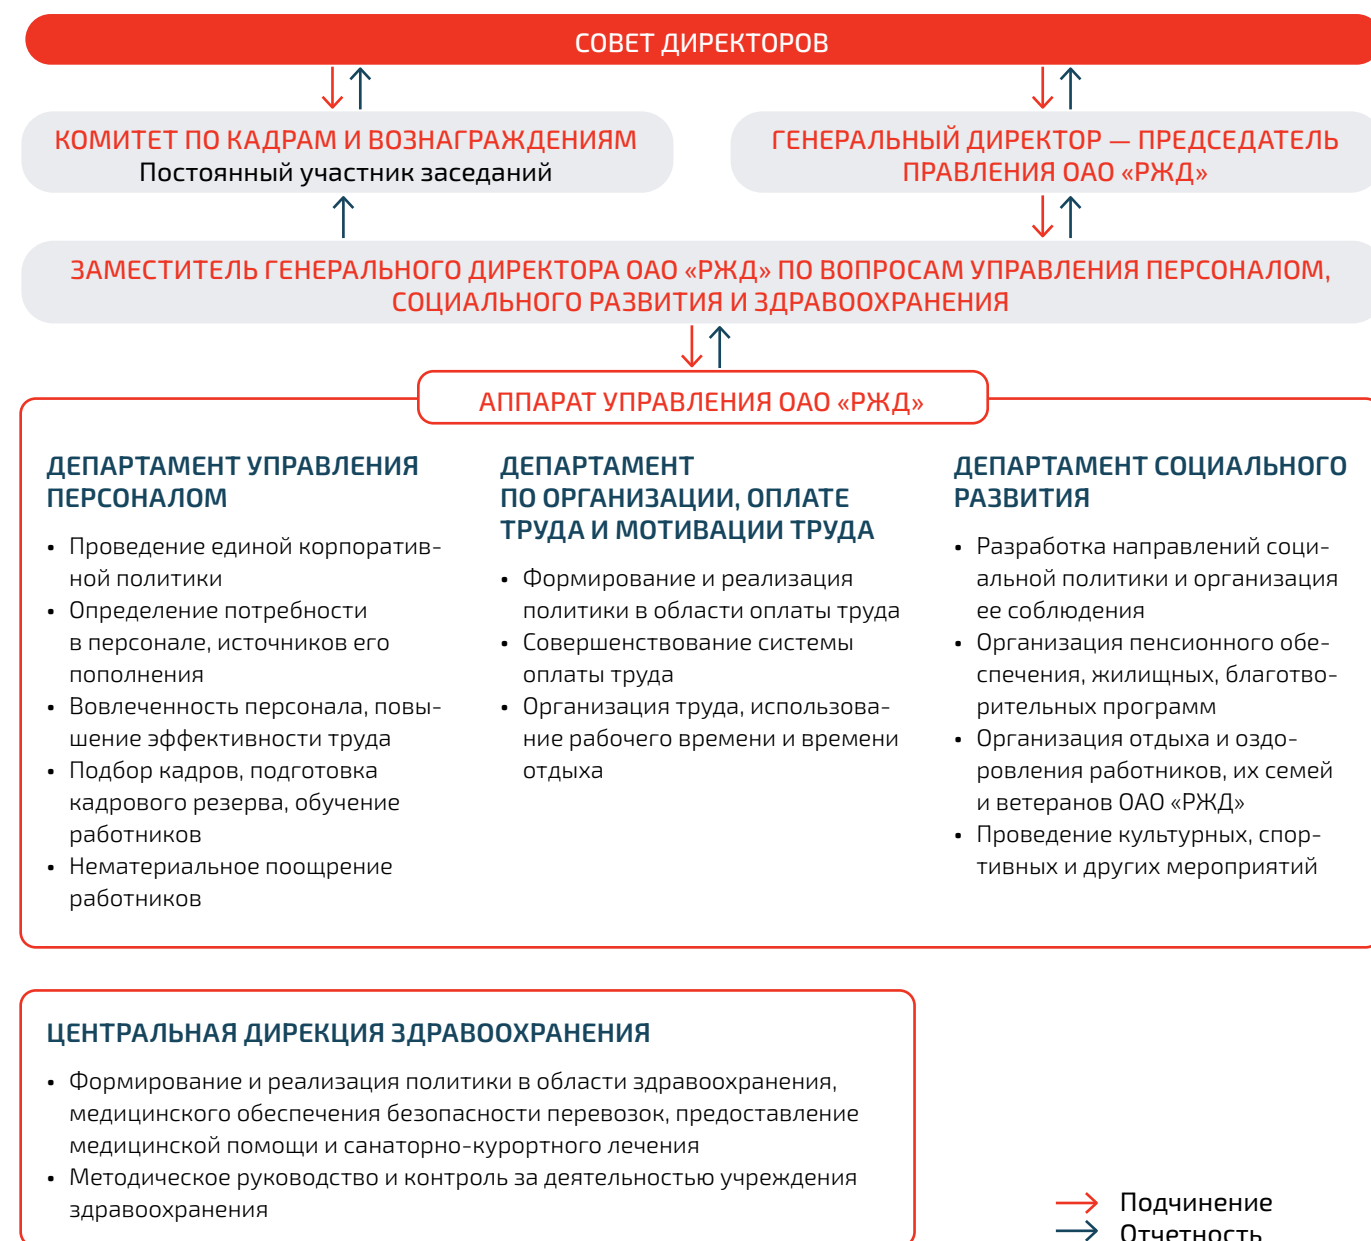 СОВЕТ ДИРЕКТОРОВ
КОМИТЕТ ПО КАДРАМ И ВОЗНАГРАЖДЕНИЯМ
Постоянный участник заседаний
ГЕНЕРАЛЬНЫЙ ДИРЕКТОР — ПРЕДСЕДАТЕЛЬ
ПРАВЛЕНИЯ ОАО «РЖД»
ЗАМЕСТИТЕЛЬ ГЕНЕРАЛЬНОГО ДИРЕКТОРА ОАО «РЖД» ПО ВОПРОСАМ УПРАВЛЕНИЯ ПЕРСОНАЛОМ,
СОЦИАЛЬНОГО РАЗВИТИЯ И ЗДРАВООХРАНЕНИЯ
АППАРАТ УПРАВЛЕНИЯ ОАО «РЖД»
ДЕПАРТАМЕНТ УПРАВЛЕНИЯ
ПЕРСОНАЛОМ
• Проведение единой корпоратив-
ной политики
• Определение потребности
в персонале, источников его
пополнения
• Вовлеченность персонала, повы-
шение эффективности труда
• Подбор кадров, подготовка
кадрового резерва, обучение
работников
• Нематериальное поощрение
работников
ДЕПАРТАМЕНТ
ПО ОРГАНИЗАЦИИ, ОПЛАТЕ
ТРУДА И МОТИВАЦИИ ТРУДА
• Формирование и реализация
политики в области оплаты труда
• Совершенствование системы
оплаты труда
• Организация труда, использова-
ние рабочего времени и времени
отдыха
ДЕПАРТАМЕНТ СОЦИАЛЬНОГО
РАЗВИТИЯ
• Разработка направлений соци-
альной политики и организация
ее соблюдения
• Организация пенсионного обе-
спечения, жилищных, благотво-
рительных программ
• Организация отдыха и оздо-
ровления работников, их семей
и ветеранов ОАО «РЖД»
• Проведение культурных, спор-
тивных и других мероприятий
ЦЕНТРАЛЬНАЯ ДИРЕКЦИЯ ЗДРАВООХРАНЕНИЯ
• Формирование и реализация политики в области здравоохранения,
медицинского обеспечения безопасности перевозок, предоставление
медицинской помощи и санаторно-курортного лечения
• Методическое руководство и контроль за деятельностью учреждения
здравоохранения
Подчинение
Отчетность